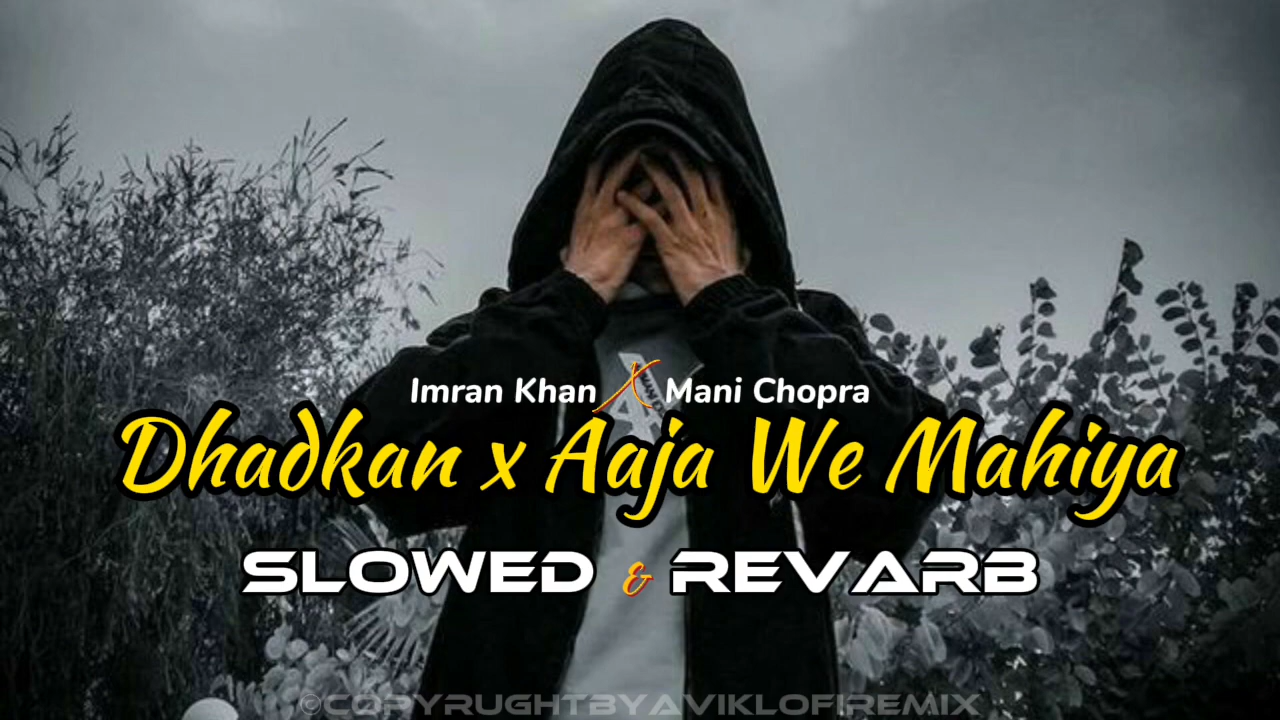 Imran Khan X Mani Chopra
Dhadkan x Aaja We Mahiya
SLOWED & REVARB
©COPYRUGHTBYAVIKLOFIREMIX